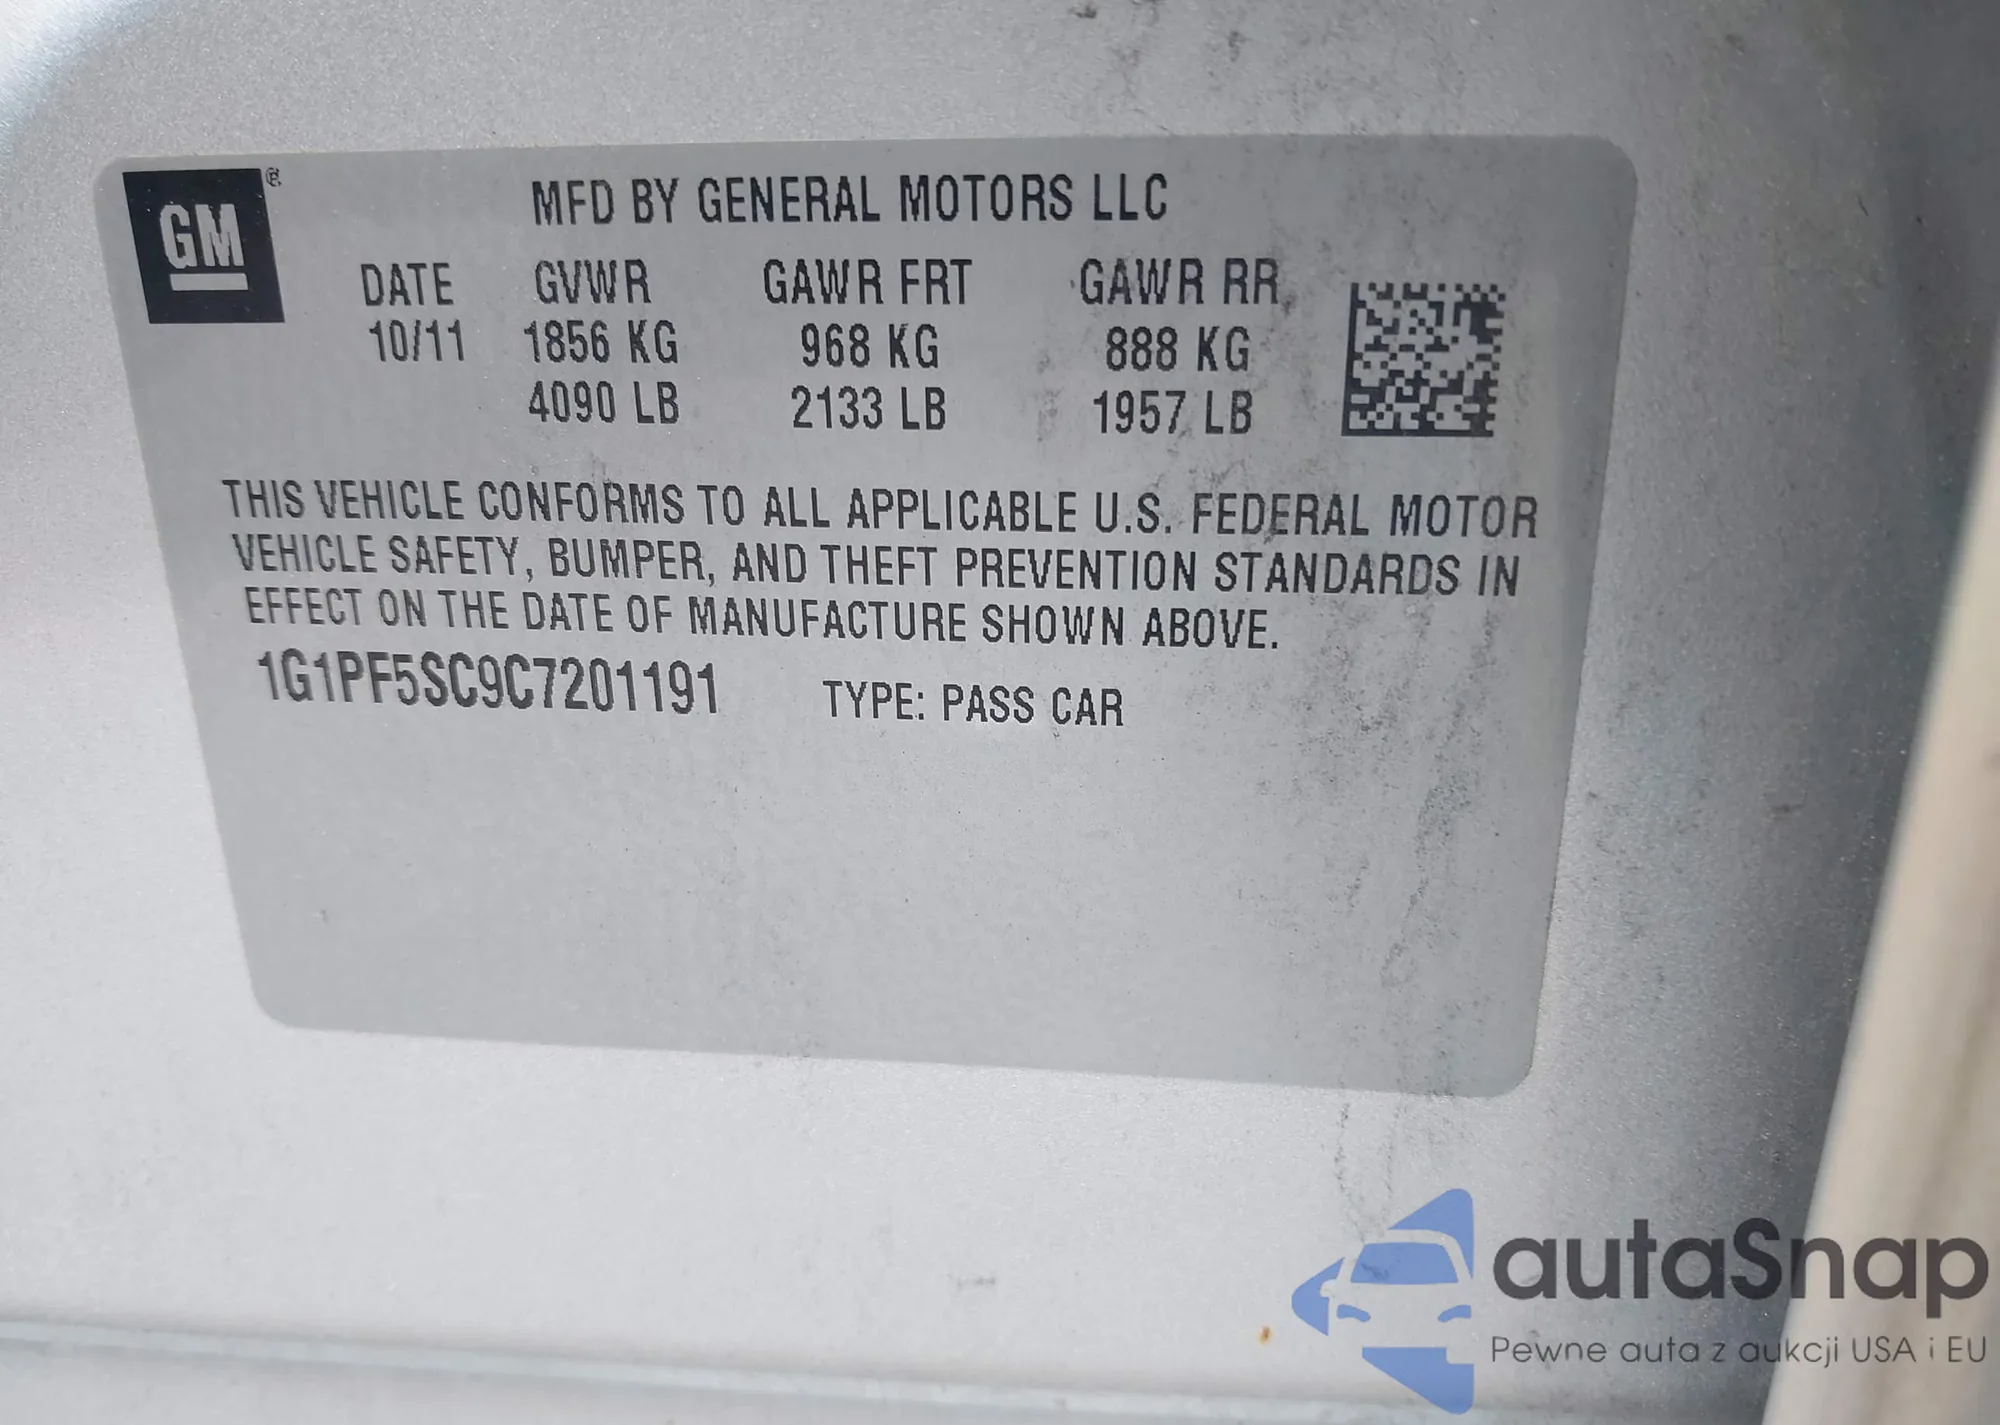 GM
MFD BY GENERAL MOTORS LLC
DATE GVWR GAWR FRT GAWR RR
10/11 1856 KG 968 KG 888 KG
4090 LB 2133 LB 1957 LB
THIS VEHICLE CONFORMS TO ALL APPLICABLE U.S. FEDERAL MOTOR
VEHICLE SAFETY, BUMPER, AND THEFT PREVENTION STANDARDS IN
EFFECT ON THE DATE OF MANUFACTURE SHOWN ABOVE.
1G1PF5SC9C7201191 TYPE: PASS CAR
autaSnap
Pewne auta z aukcji USA i EU